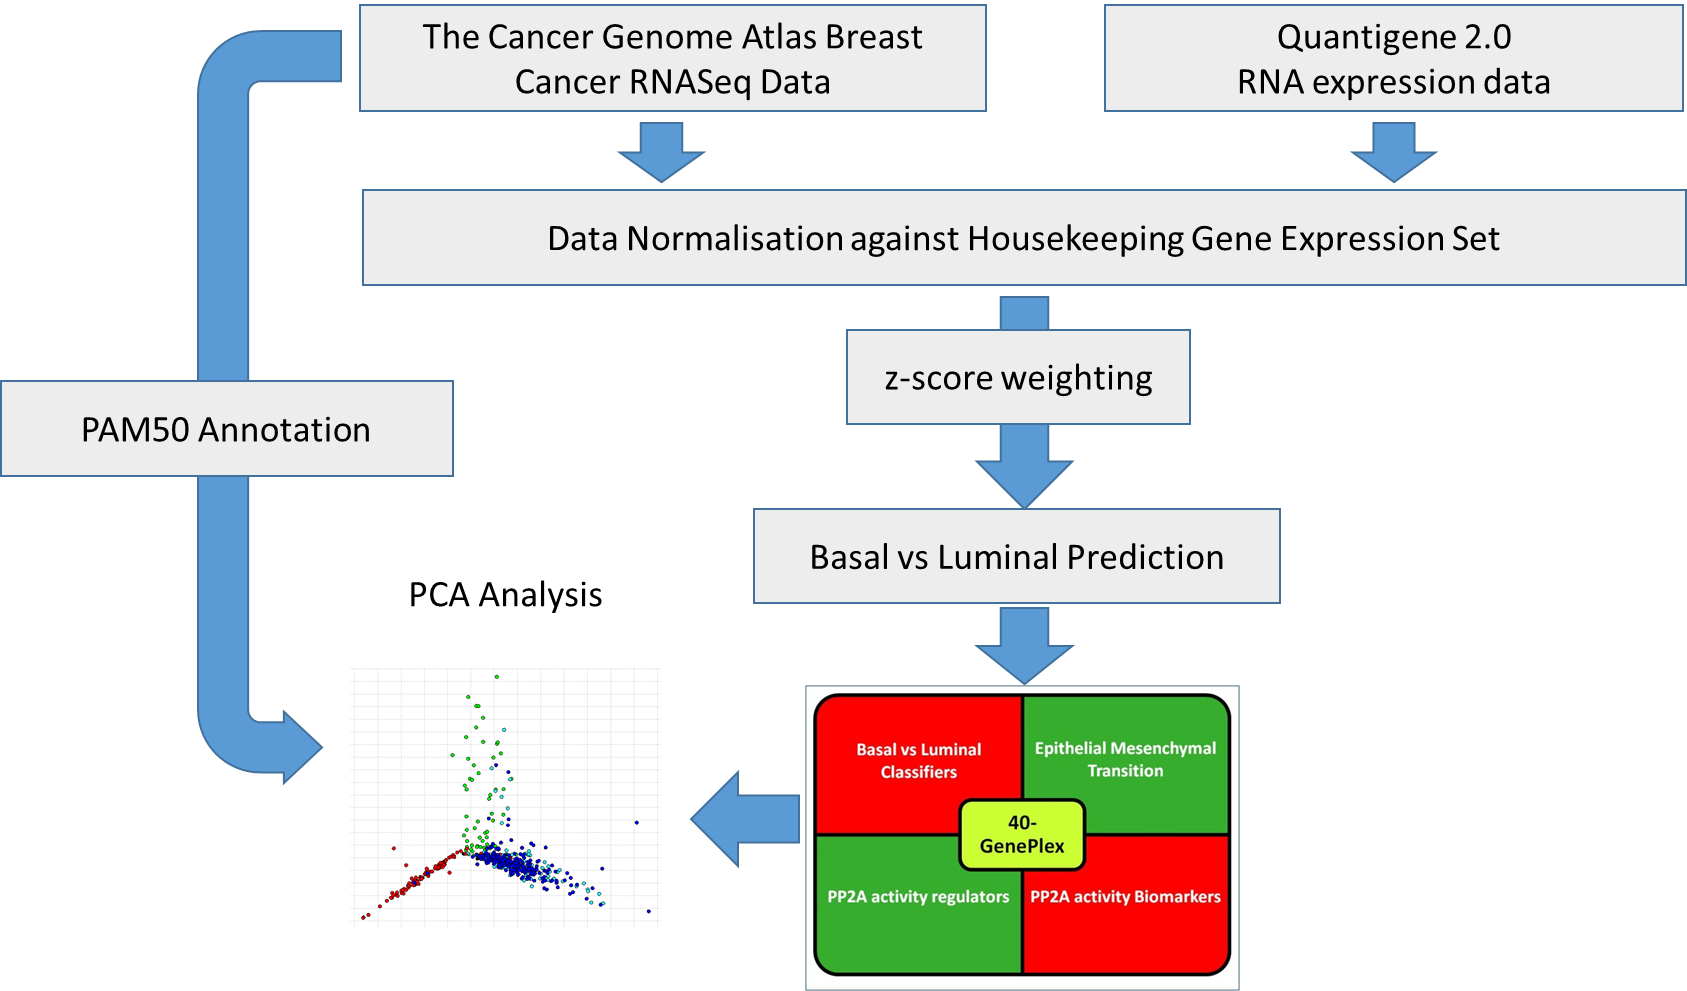 The Cancer Genome Atlas Breast
Cancer RNASeq Data
Quantigene 2.0
RNA expression data
Data Normalisation against Housekeeping Gene Expression Set
z-score weighting
PAM50 Annotation
Basal vs Luminal Prediction
PCA Analysis
Basal vs Luminal
Classifiers
Epithelial Mesenchymal
Transition
40-
GenePlex
PP2A activity regulators
PP2A activity Biomarkers